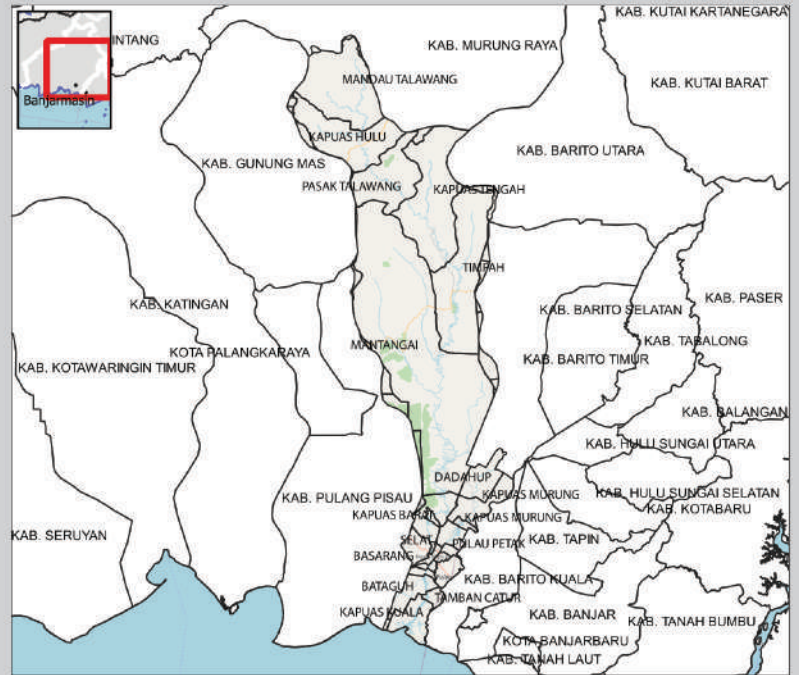 KAB. KUTAI KARTANEGARA
INTANG
KAB. MURUNG RAYA
MANDAU TALAWANG
KAB. KUTAI BARAT
Banjarmasin
KAPUAS HULU
KAB. BARITO UTARA
KAB. GUNUNG MAS
PASAK TALAWANG
KAPUAS TENGAH
TIMPAH
KAB. KATINGAN
KAB. BARITO SELATAN
KAB. PASER
KAB. TABALONG
MANTANGAI
KOTA PALANGKARAYA
KAB. BARITO TIMUR
KAB. KOTAWARINGIN TIMUR
KAB. BALANGAN
KAB. HULU SUNGAI UTARA
DADAHUP
KAB. PULANG PISAU
KAPUAS MURUNG
KAB. HULU SUNGAI SELATAN
KAB. KOTABARU
KAPUAS BARAT
KAPUAS MURUNG
KAB. SERUYAN
SELAT
PULAU PETAK
KAB. TAPIN
BASARANG
KAB. BARITO KUALA
BATAGUH
TAMBAN CATUR
KAPUAS KUALA
KAB. BANJAR
KAB. TANAH BUMBU
KOTA BANJARBARU
KAB. TANAH LAUT